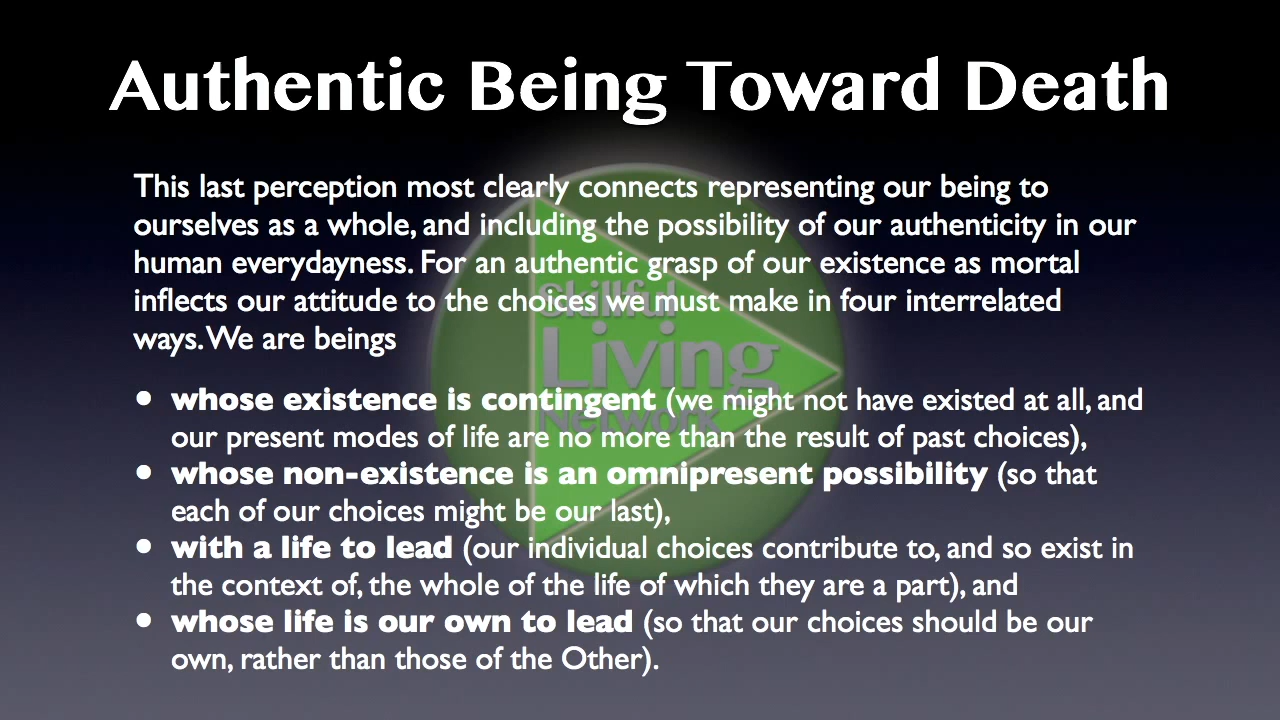 Authentic Being Toward Death
This last perception most clearly connects representing our being to
ourselves as a whole, and including the possibility of our authenticity in our
human everydayness. For an authentic grasp of our existence as mortal
inflects our attitude to the choices we must make in four interrelated
ways. We are beings
• whose existence is contingent (we might not have existed at all, and
our present modes of life are no more than the result of past choices),
• whose non-existence is an omnipresent possibility (so that
each of our choices might be our last),
• with a life to lead (our individual choices contribute to, and so exist in
the context of, the whole of the life of which they are a part), and
• whose life is our own to lead (so that our choices should be our
own, rather than those of the Other).
Skillful
Living
Network